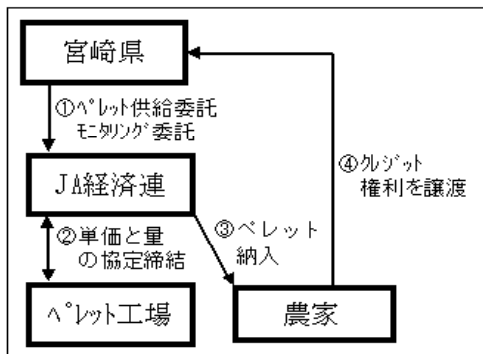 宮崎県
①ﾍﾟﾚｯﾄ供給委託
ﾓﾆﾀﾘﾝｸﾞ委託
JA経済連
②単価と量
の協定締結
③ペレット
納入
④ｸﾚｼﾞｯﾄ
権利を譲渡
ﾍﾟﾚｯﾄ工場
農家